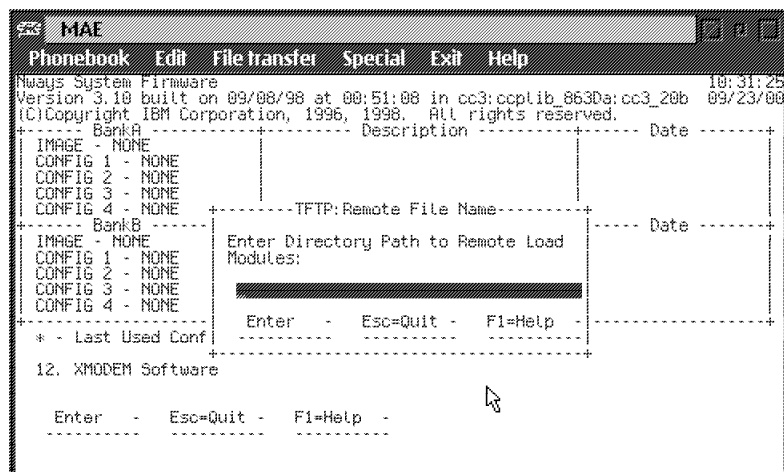 MAE
Phonebook Edit File transfer Special Exit Help
Nways System Firmware 10:31:25
Version 3.10 built on 09/08/98 at 00:51:08 in cc3:ccplib_863Da:cc3_20b 09/23/00
(C)Copyright IBM Corporation, 1996, 1998. All rights reserved.
BankA Description Date
IMAGE - NONE
CONFIG 1 - NONE
CONFIG 2 - NONE
CONFIG 3 - NONE
CONFIG 4 - NONE
TFTP:Remote File Name
BankB Date
IMAGE - NONE
CONFIG 1 - NONE
CONFIG 2 - NONE
CONFIG 3 - NONE
CONFIG 4 - NONE
Enter Directory Path to Remote Load
Modules:
Enter - Esc=Quit - F1=Help -
* - Last Used Conf
12. XMODEM Software
Enter - Esc=Quit - F1=Help -